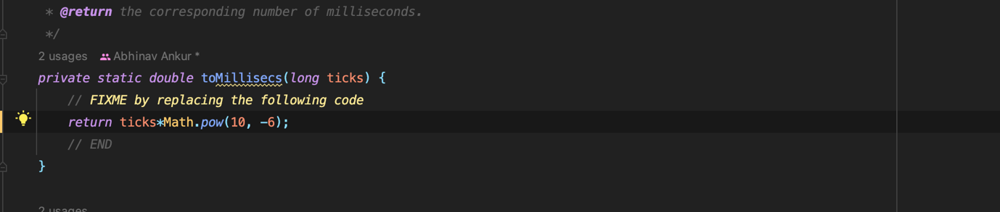 * @return the corresponding number of milliseconds.
*/
2 usages Abhinav Ankur *
private static double toMillisecs(long ticks) {
// FIXME by replacing the following code
return ticks*Math.pow(10, -6);
// END
}
2 usages